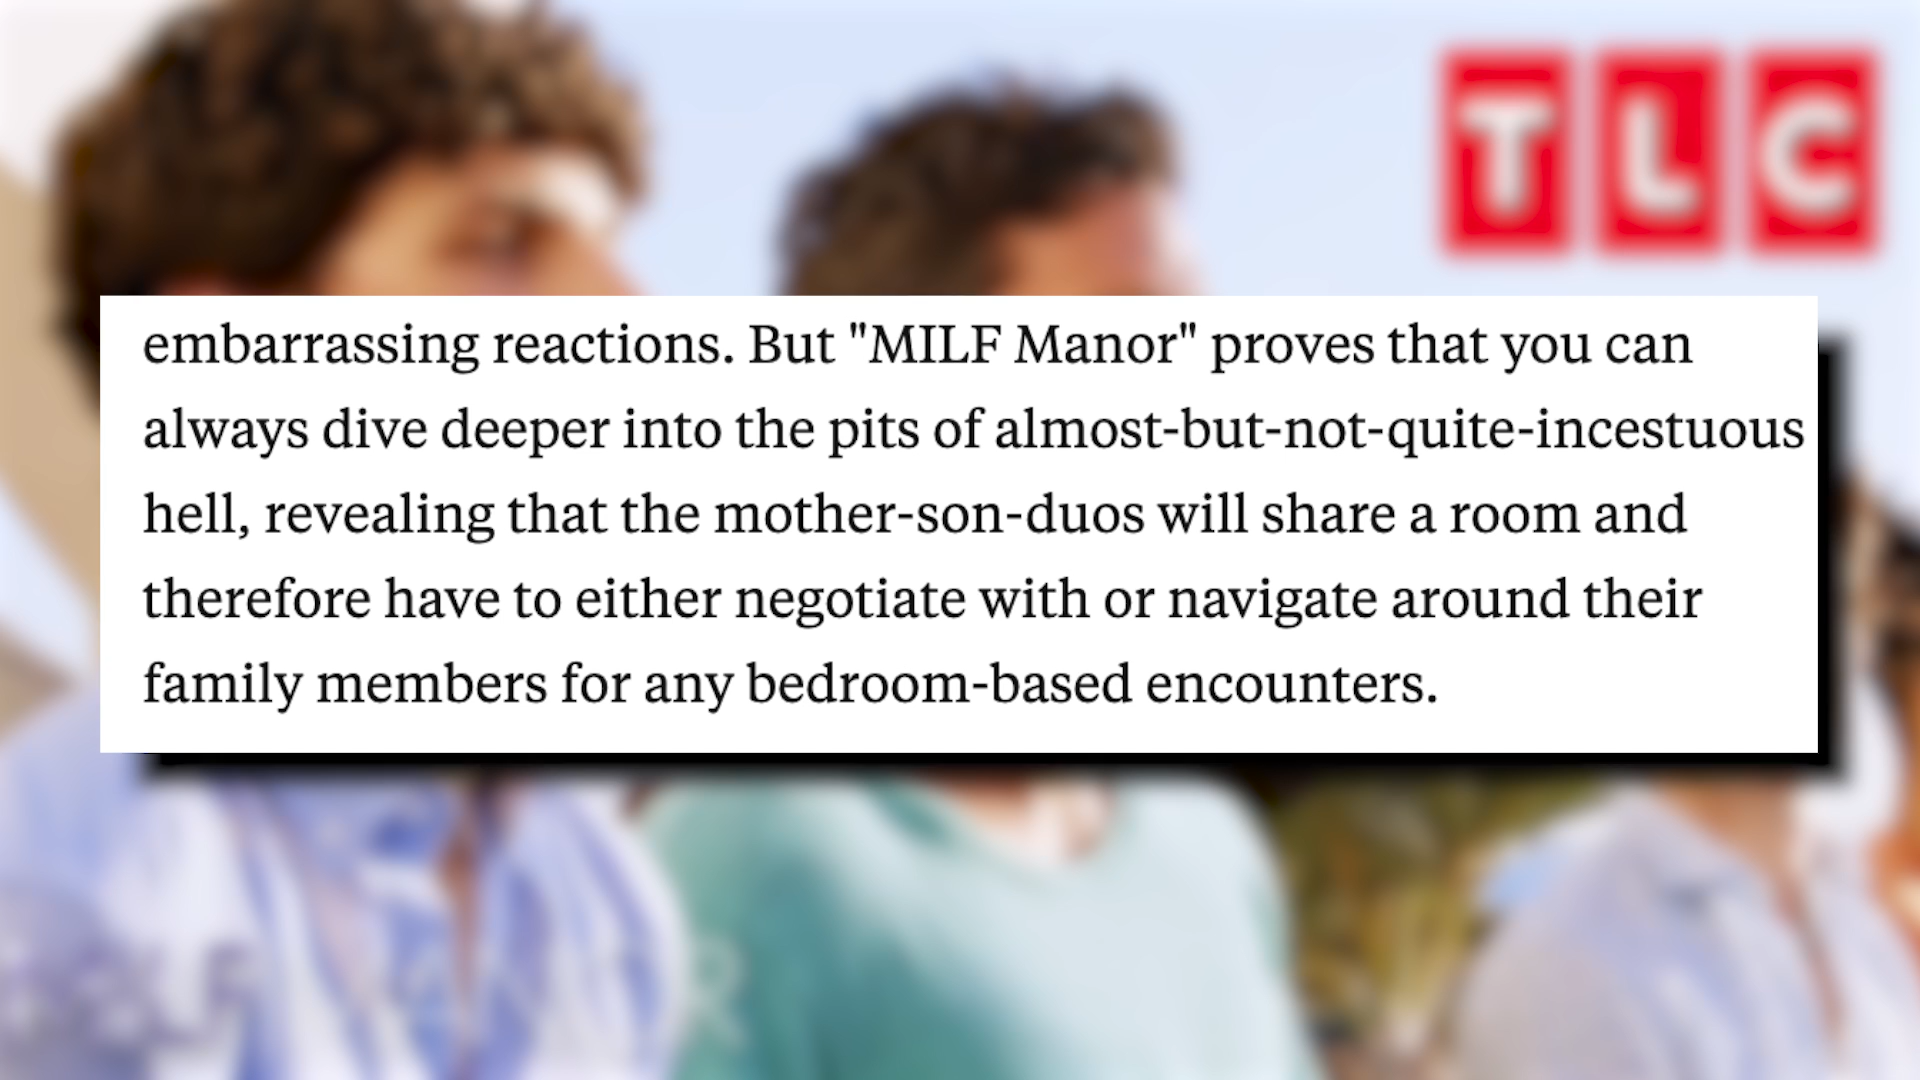 TLC
embarrassing reactions. But "MILF Manor" proves that you can
always dive deeper into the pits of almost-but-not-quite-incestuous
hell, revealing that the mother-son-duos will share a room and
therefore have to either negotiate with or navigate around their
family members for any bedroom-based encounters.